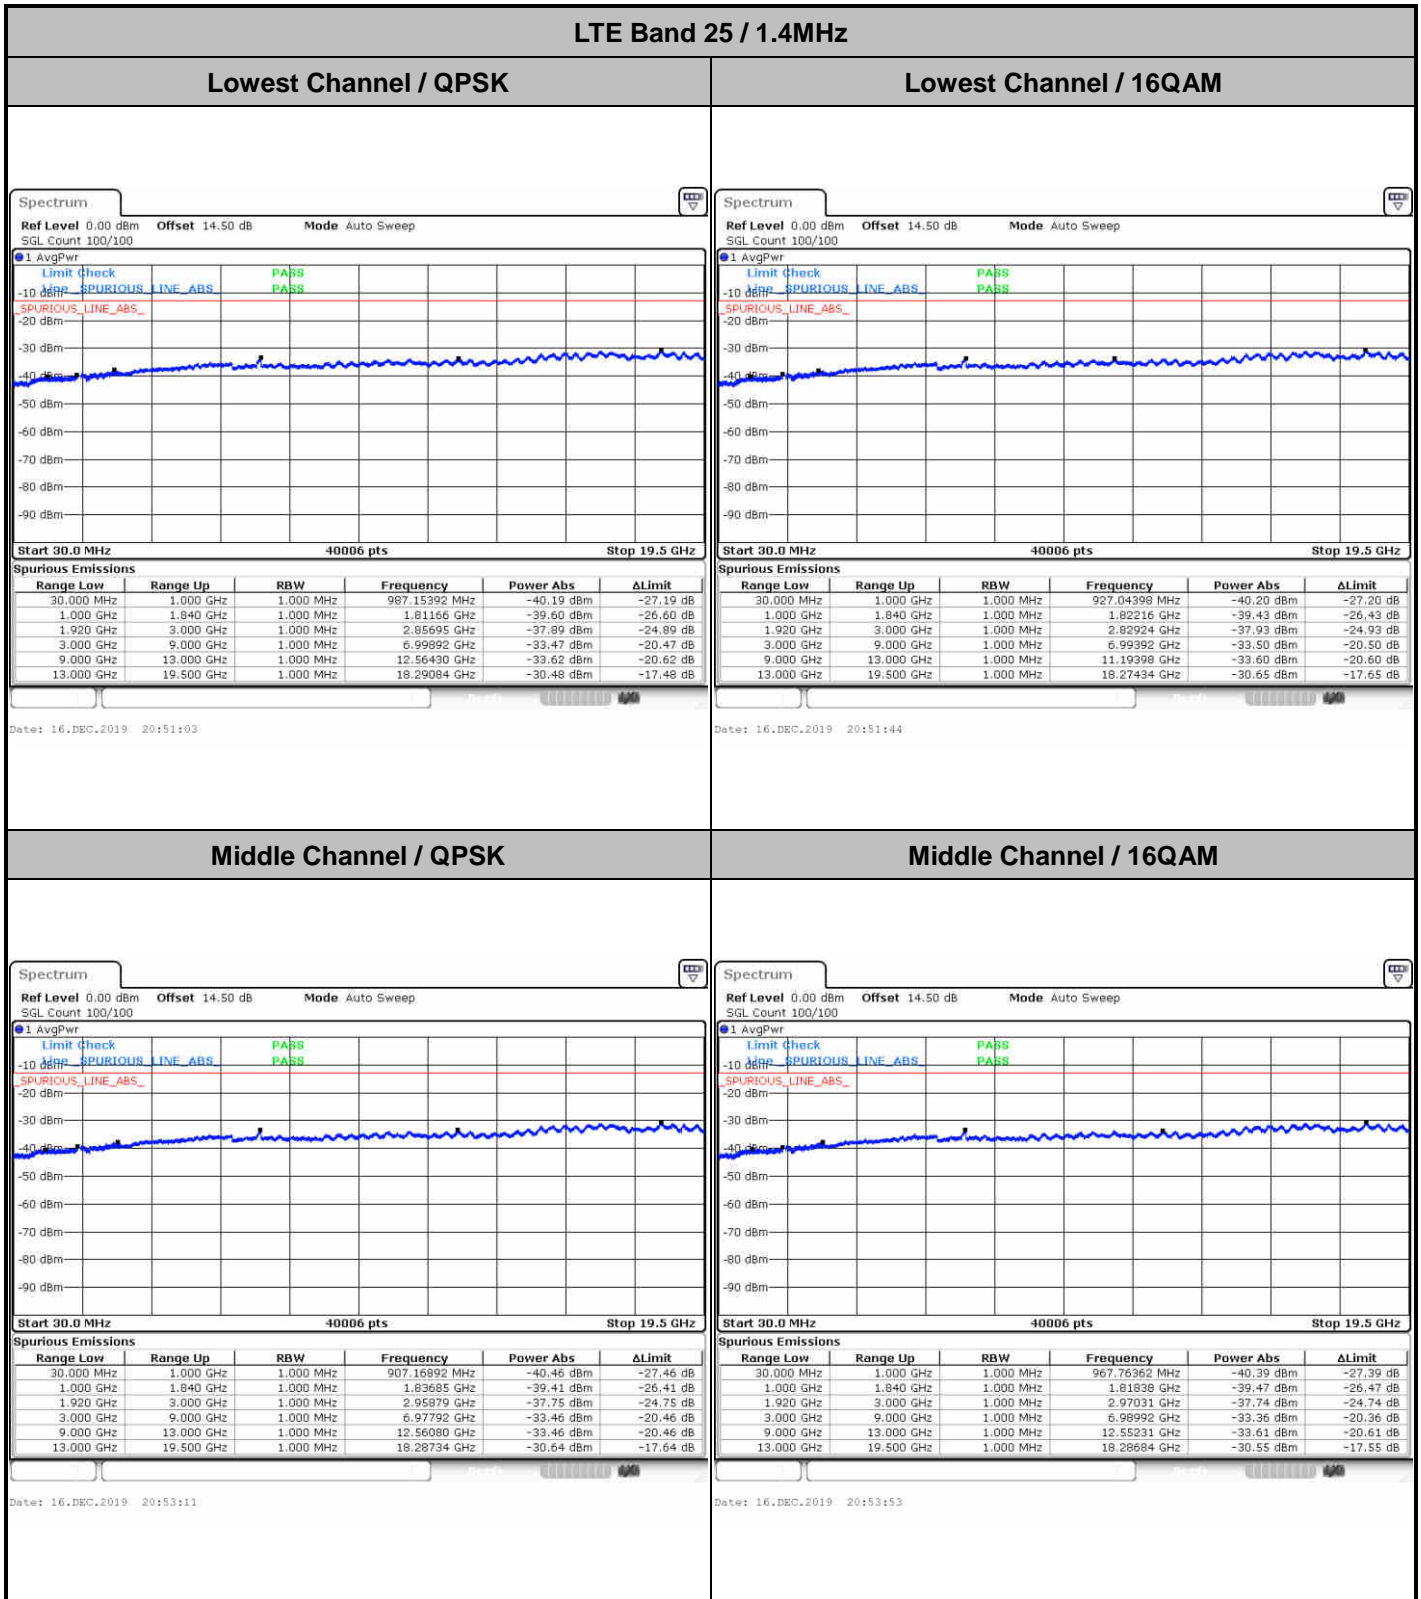 LTE Band 25 / 1.4MHz
Lowest Channel / QPSK
Lowest Channel / 16QAM
Spectrum
Ref Level 0.00 dBm Offset 14.50 dB Mode Auto Sweep
SGL Count 100/100
1 AvgPwr
Limit Check PASS
Line _SPURIOUS_LINE_ABS_ PASS
-10 dBm
_SPURIOUS_LINE_ABS_
-20 dBm
-30 dBm
-40 dBm
-50 dBm
-60 dBm
-70 dBm
-80 dBm
-90 dBm
Start 30.0 MHz 40006 pts Stop 19.5 GHz
Spurious Emissions
Range Low Range Up RBW Frequency Power Abs ΔLimit
30.000 MHz 1.000 GHz 1.000 MHz 987.15392 MHz -40.19 dBm -27.19 dB
1.000 GHz 1.840 GHz 1.000 MHz 1.81166 GHz -39.60 dBm -26.60 dB
1.920 GHz 3.000 GHz 1.000 MHz 2.85695 GHz -37.89 dBm -24.89 dB
3.000 GHz 9.000 GHz 1.000 MHz 6.99892 GHz -33.47 dBm -20.47 dB
9.000 GHz 13.000 GHz 1.000 MHz 12.56430 GHz -33.62 dBm -20.62 dB
13.000 GHz 19.500 GHz 1.000 MHz 18.29084 GHz -30.48 dBm -17.48 dB
Date: 16.DEC.2019 20:51:03
Spectrum
Ref Level 0.00 dBm Offset 14.50 dB Mode Auto Sweep
SGL Count 100/100
1 AvgPwr
Limit Check PASS
Line _SPURIOUS_LINE_ABS_ PASS
-10 dBm
_SPURIOUS_LINE_ABS_
-20 dBm
-30 dBm
-40 dBm
-50 dBm
-60 dBm
-70 dBm
-80 dBm
-90 dBm
Start 30.0 MHz 40006 pts Stop 19.5 GHz
Spurious Emissions
Range Low Range Up RBW Frequency Power Abs ΔLimit
30.000 MHz 1.000 GHz 1.000 MHz 927.04398 MHz -40.20 dBm -27.20 dB
1.000 GHz 1.840 GHz 1.000 MHz 1.82216 GHz -39.43 dBm -26.43 dB
1.920 GHz 3.000 GHz 1.000 MHz 2.82924 GHz -37.93 dBm -24.93 dB
3.000 GHz 9.000 GHz 1.000 MHz 6.99392 GHz -33.50 dBm -20.50 dB
9.000 GHz 13.000 GHz 1.000 MHz 11.19398 GHz -33.60 dBm -20.60 dB
13.000 GHz 19.500 GHz 1.000 MHz 18.27434 GHz -30.65 dBm -17.65 dB
Date: 16.DEC.2019 20:51:44
Middle Channel / QPSK
Middle Channel / 16QAM
Spectrum
Ref Level 0.00 dBm Offset 14.50 dB Mode Auto Sweep
SGL Count 100/100
1 AvgPwr
Limit Check PASS
Line _SPURIOUS_LINE_ABS_ PASS
-10 dBm
_SPURIOUS_LINE_ABS_
-20 dBm
-30 dBm
-40 dBm
-50 dBm
-60 dBm
-70 dBm
-80 dBm
-90 dBm
Start 30.0 MHz 40006 pts Stop 19.5 GHz
Spurious Emissions
Range Low Range Up RBW Frequency Power Abs ΔLimit
30.000 MHz 1.000 GHz 1.000 MHz 907.16892 MHz -40.46 dBm -27.46 dB
1.000 GHz 1.840 GHz 1.000 MHz 1.83685 GHz -39.41 dBm -26.41 dB
1.920 GHz 3.000 GHz 1.000 MHz 2.95879 GHz -37.75 dBm -24.75 dB
3.000 GHz 9.000 GHz 1.000 MHz 6.97792 GHz -33.46 dBm -20.46 dB
9.000 GHz 13.000 GHz 1.000 MHz 12.56080 GHz -33.46 dBm -20.46 dB
13.000 GHz 19.500 GHz 1.000 MHz 18.28734 GHz -30.64 dBm -17.64 dB
Date: 16.DEC.2019 20:53:11
Spectrum
Ref Level 0.00 dBm Offset 14.50 dB Mode Auto Sweep
SGL Count 100/100
1 AvgPwr
Limit Check PASS
Line _SPURIOUS_LINE_ABS_ PASS
-10 dBm
_SPURIOUS_LINE_ABS_
-20 dBm
-30 dBm
-40 dBm
-50 dBm
-60 dBm
-70 dBm
-80 dBm
-90 dBm
Start 30.0 MHz 40006 pts Stop 19.5 GHz
Spurious Emissions
Range Low Range Up RBW Frequency Power Abs ΔLimit
30.000 MHz 1.000 GHz 1.000 MHz 967.76362 MHz -40.39 dBm -27.39 dB
1.000 GHz 1.840 GHz 1.000 MHz 1.81838 GHz -39.47 dBm -26.47 dB
1.920 GHz 3.000 GHz 1.000 MHz 2.97031 GHz -37.74 dBm -24.74 dB
3.000 GHz 9.000 GHz 1.000 MHz 6.98992 GHz -33.36 dBm -20.36 dB
9.000 GHz 13.000 GHz 1.000 MHz 12.55231 GHz -33.61 dBm -20.61 dB
13.000 GHz 19.500 GHz 1.000 MHz 18.28684 GHz -30.55 dBm -17.55 dB
Date: 16.DEC.2019 20:53:53